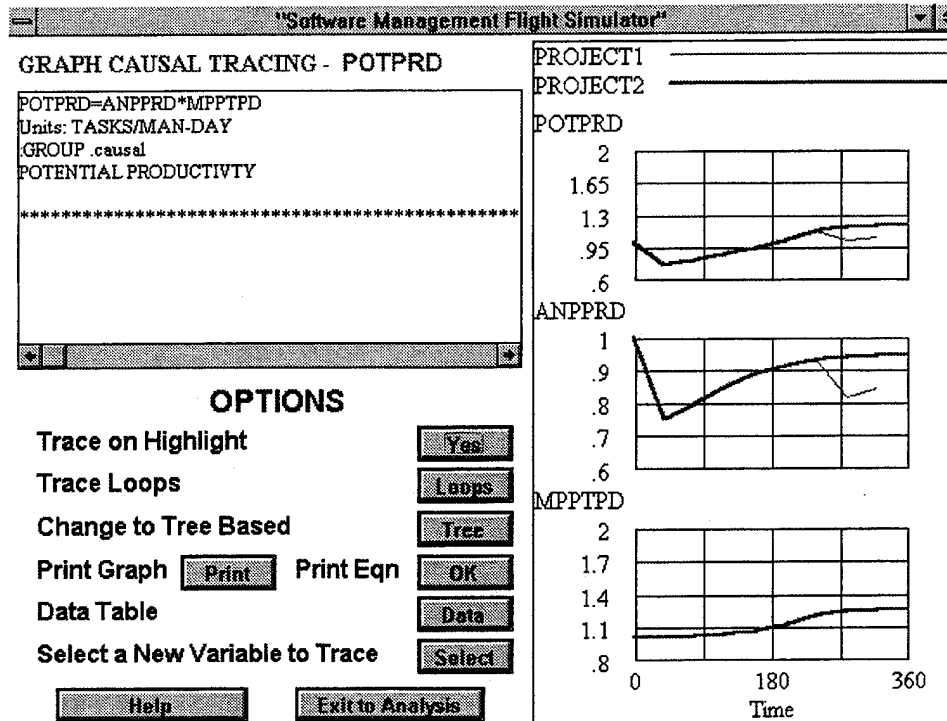 "Software Management Flight Simulator"
GRAPH CAUSAL TRACING - POTPRD
POTPRD=ANPPRD*MPPTPD
Units: TASKS/MAN-DAY
:GROUP .causal
POTENTIAL PRODUCTIVTY
**************************************************
OPTIONS
Trace on Highlight Yes
Trace Loops Loops
Change to Tree Based Tree
Print Graph Print Print Eqn OK
Data Table Data
Select a New Variable to Trace Select
Help Exit to Analysis
PROJECT1
PROJECT2
POTPRD
2
1.65
1.3
.95
.6
ANPPRD
1
.9
.8
.7
.6
MPPTPD
2
1.7
1.4
1.1
.8
0 180 360
Time